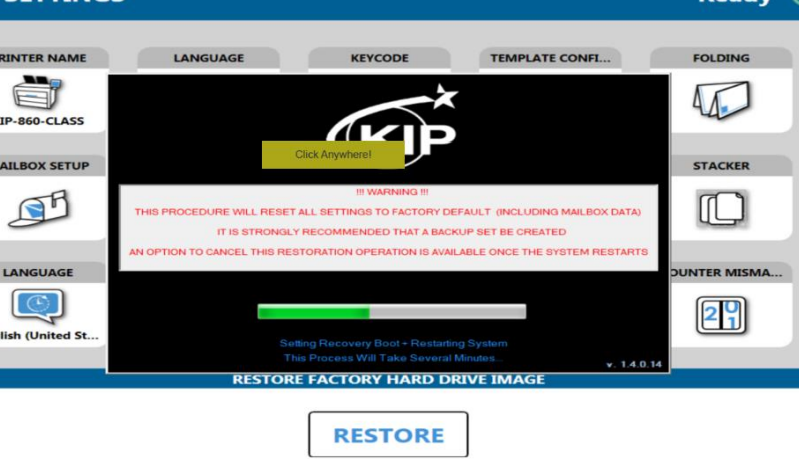 Ready
PRINTER NAME
LANGUAGE
KEYCODE
TEMPLATE CONFI...
FOLDING
IP-860-CLASS
KIP
Click Anywhere!
AILBOX SETUP
STACKER
!!! WARNING !!!
THIS PROCEDURE WILL RESET ALL SETTINGS TO FACTORY DEFAULT (INCLUDING MAILBOX DATA)
IT IS STRONGLY RECOMMENDED THAT A BACKUP SET BE CREATED
AN OPTION TO CANCEL THIS RESTORATION OPERATION IS AVAILABLE ONCE THE SYSTEM RESTARTS
LANGUAGE
OUNTER MISMA...
201
lish (United St...
Setting Recovery Boot - Restarting System
This Process Will Take Several Minutes...
v. 1.4.0.14
RESTORE FACTORY HARD DRIVE IMAGE
RESTORE